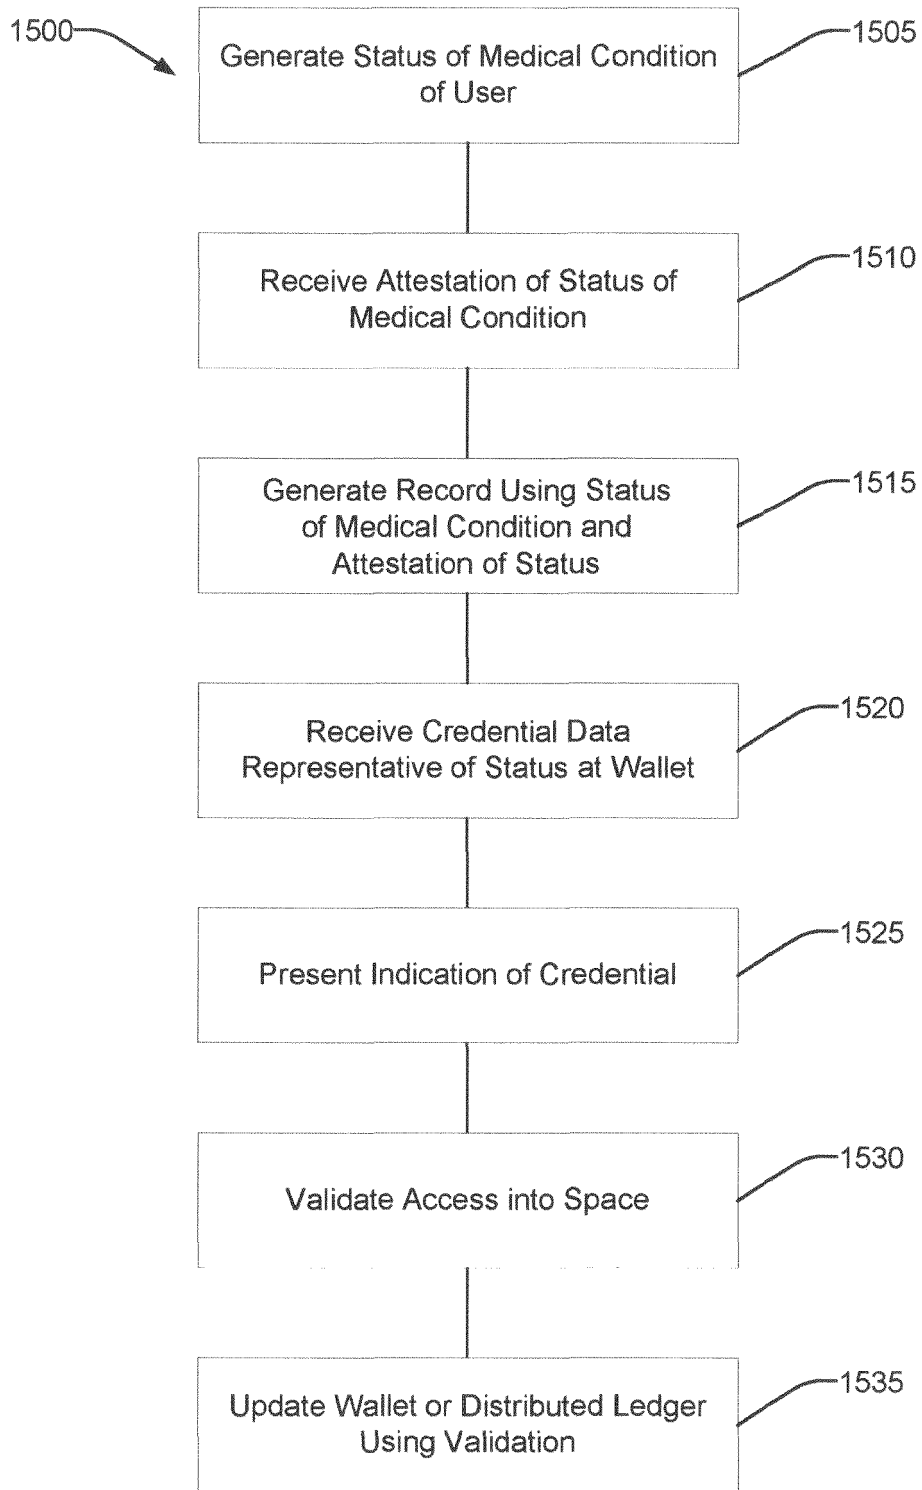 1500
1505
Generate Status of Medical Condition
of User
1510
Receive Attestation of Status of
Medical Condition
1515
Generate Record Using Status
of Medical Condition and
Attestation of Status
1520
Receive Credential Data
Representative of Status at Wallet
1525
Present Indication of Credential
1530
Validate Access into Space
1535
Update Wallet or Distributed Ledger
Using Validation